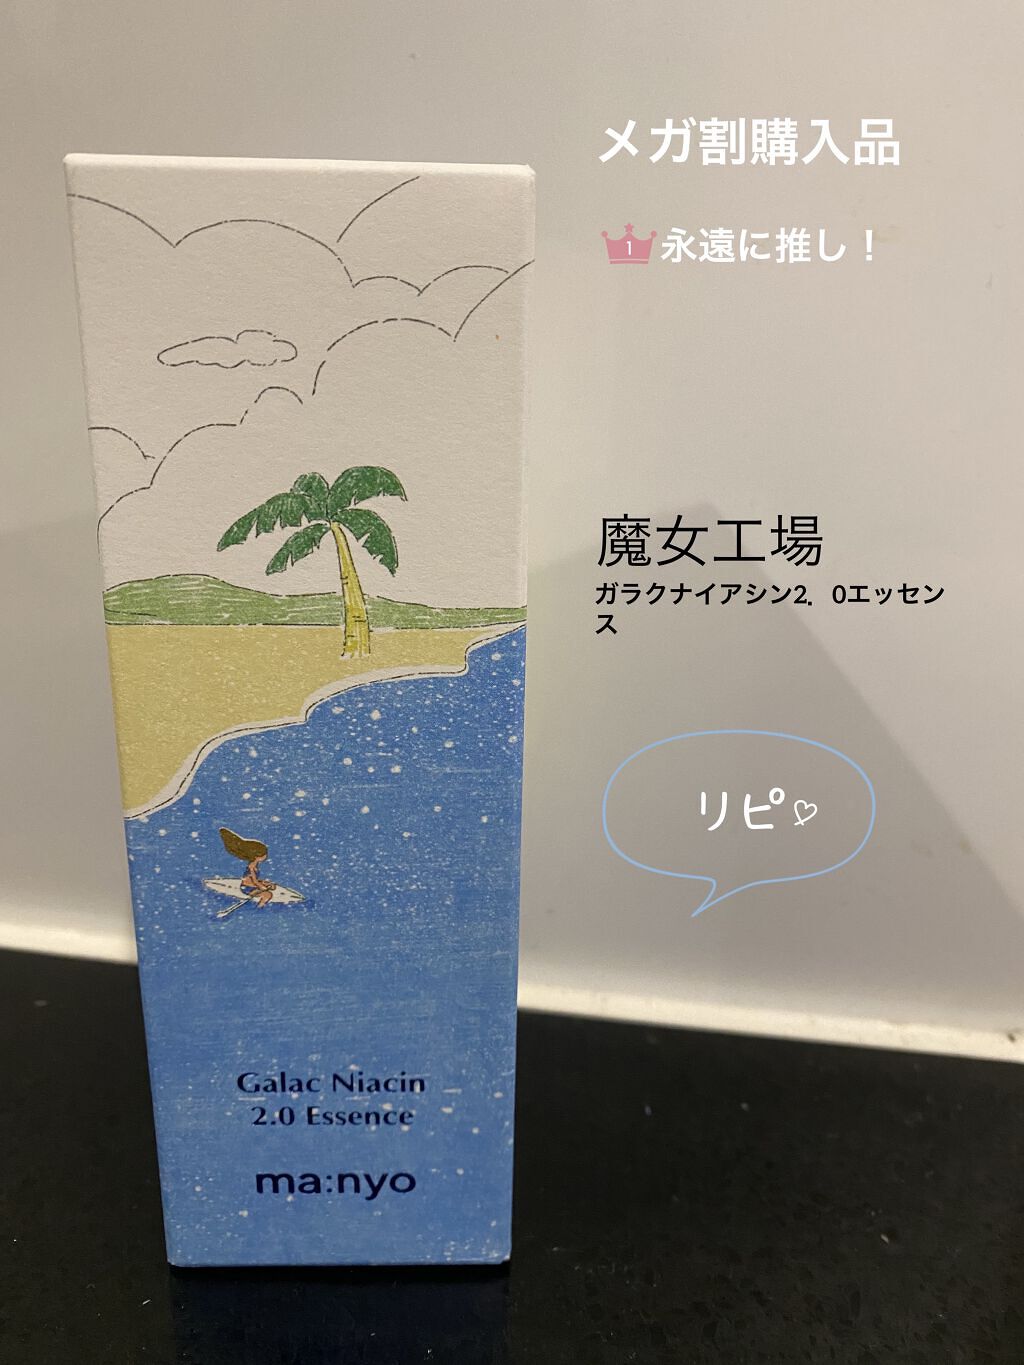 メガ割購入品
1 永遠に推し！
魔女工場
ガラクナイアシン2．0エッセン
ス
リピ♡
Galac Niacin
2.0 Essence
ma:nyo